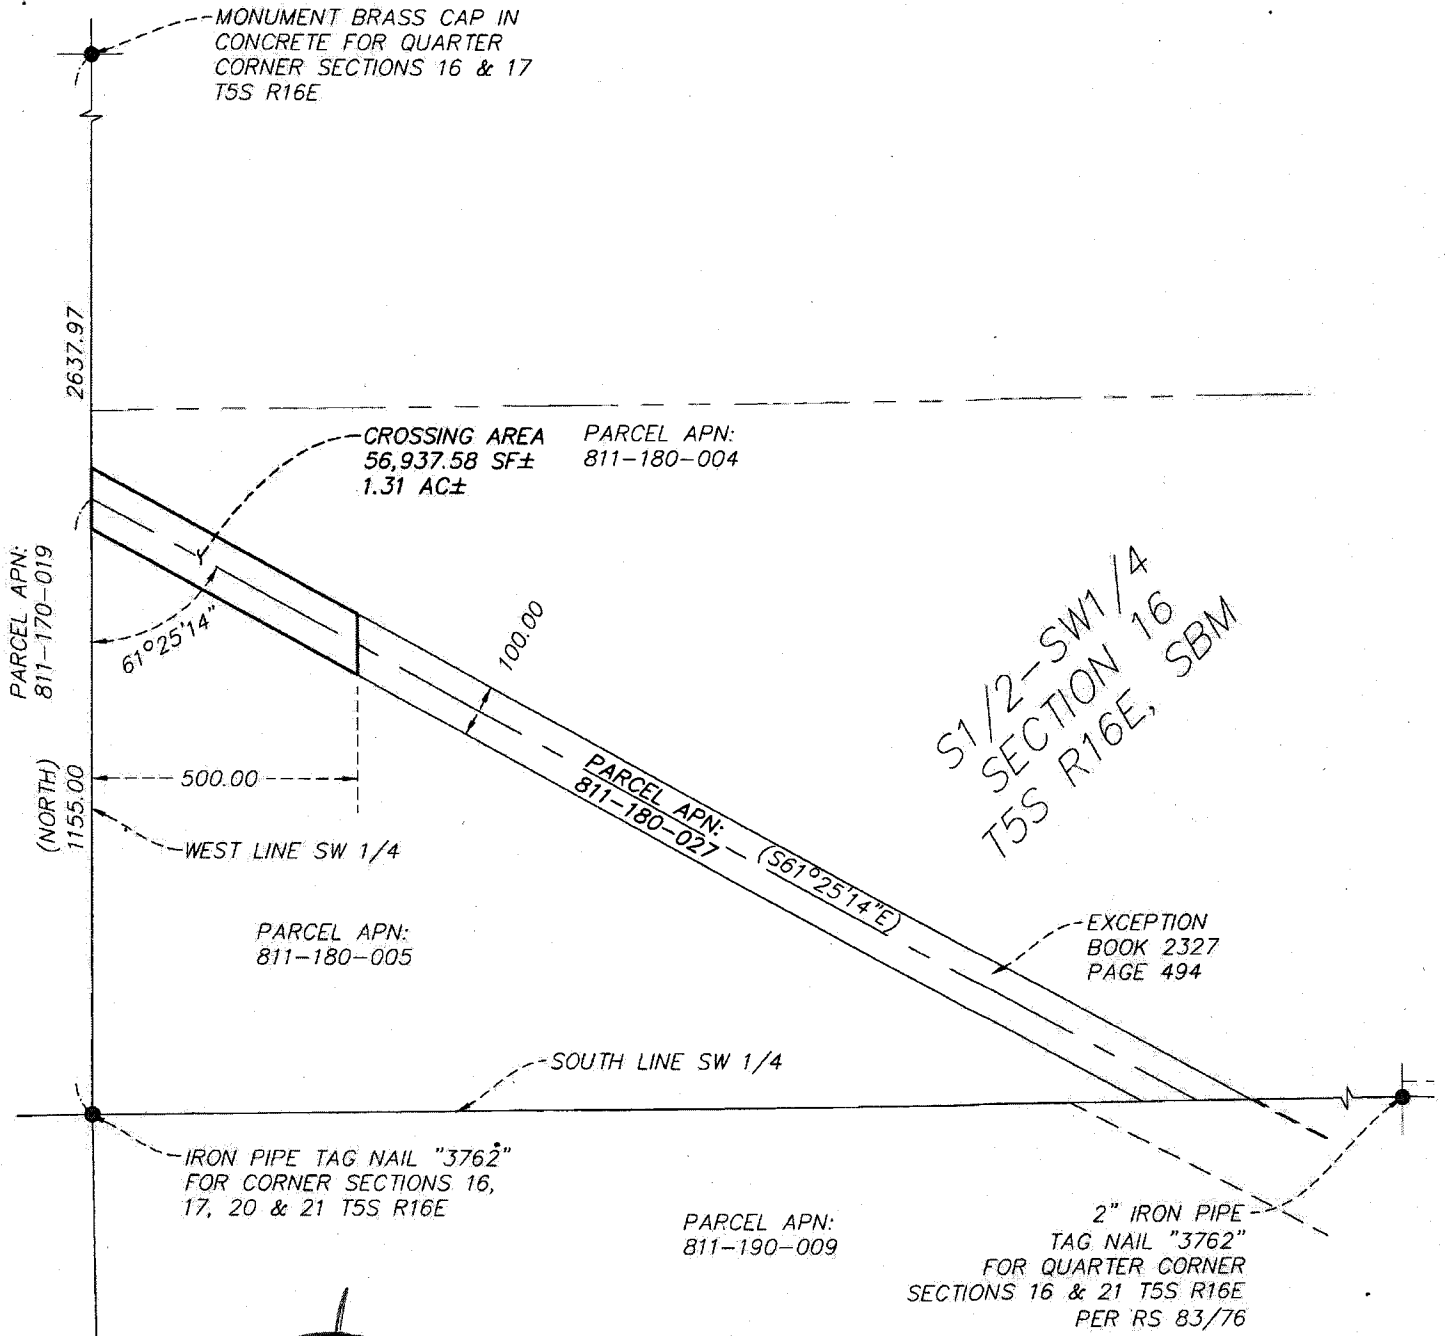 MONUMENT BRASS CAP IN
CONCRETE FOR QUARTER
CORNER SECTIONS 16 & 17
T5S R16E
2637.97
CROSSING AREA
56,937.58 SF±
1.31 AC±
PARCEL APN:
811-180-004
PARCEL APN:
811-170-019
61°25'14"
100.00
S1/2-SW1/4
SECTION 16
T5S R16E, SBM
(NORTH)
1155.00
500.00
WEST LINE SW 1/4
PARCEL APN:
811-180-027
(S61°25'14"E)
PARCEL APN:
811-180-005
EXCEPTION
BOOK 2327
PAGE 494
SOUTH LINE SW 1/4
IRON PIPE TAG NAIL "3762"
FOR CORNER SECTIONS 16,
17, 20 & 21 T5S R16E
PARCEL APN:
811-190-009
2" IRON PIPE
TAG NAIL "3762"
FOR QUARTER CORNER
SECTIONS 16 & 21 T5S R16E
PER RS 83/76